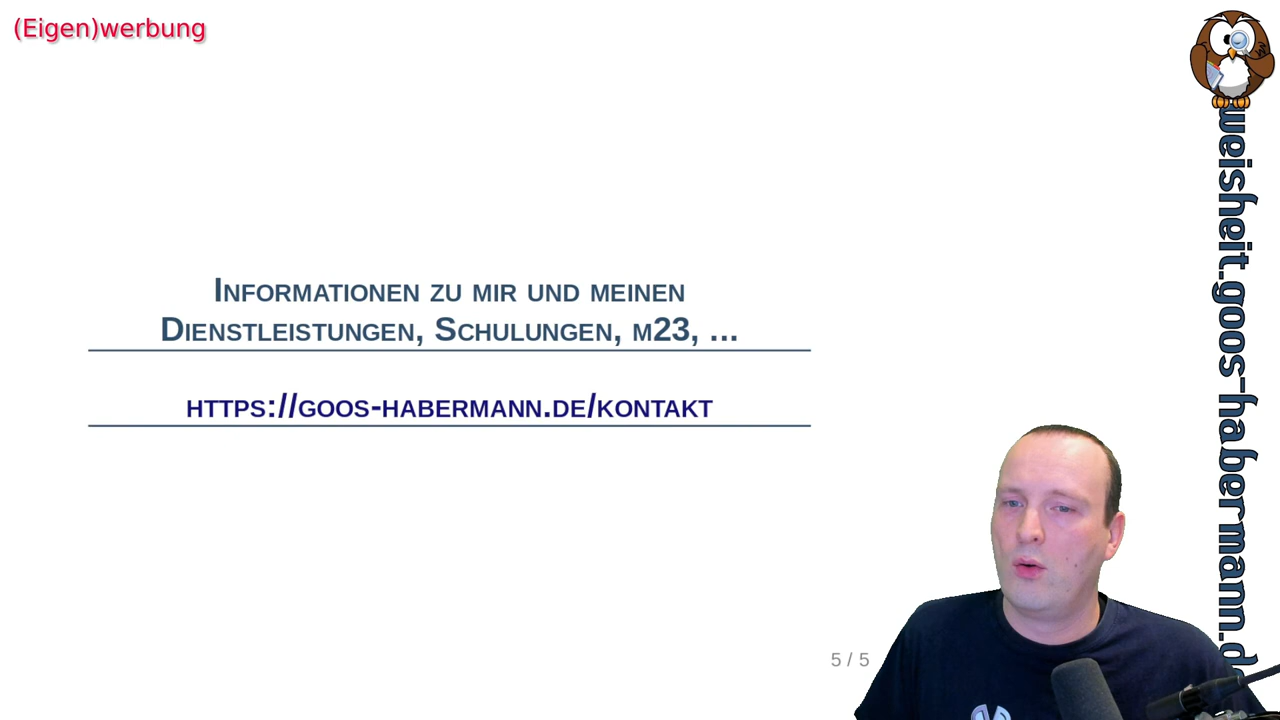 (Eigen)werbung
Informationen zu mir und meinen
Dienstleistungen, Schulungen, m23, ...
https://goos-habermann.de/kontakt
5 / 5
weisheit.goos-habermann.d